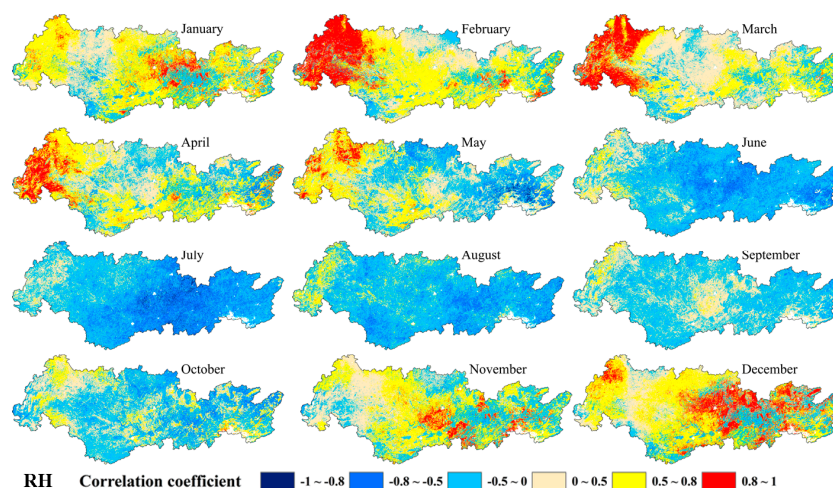 January
February
March
April
May
June
July
August
September
October
November
December
RH Correlation coefficient -1 ~ -0.8 -0.8 ~ -0.5 -0.5 ~ 0 0 ~ 0.5 0.5 ~ 0.8 0.8 ~ 1